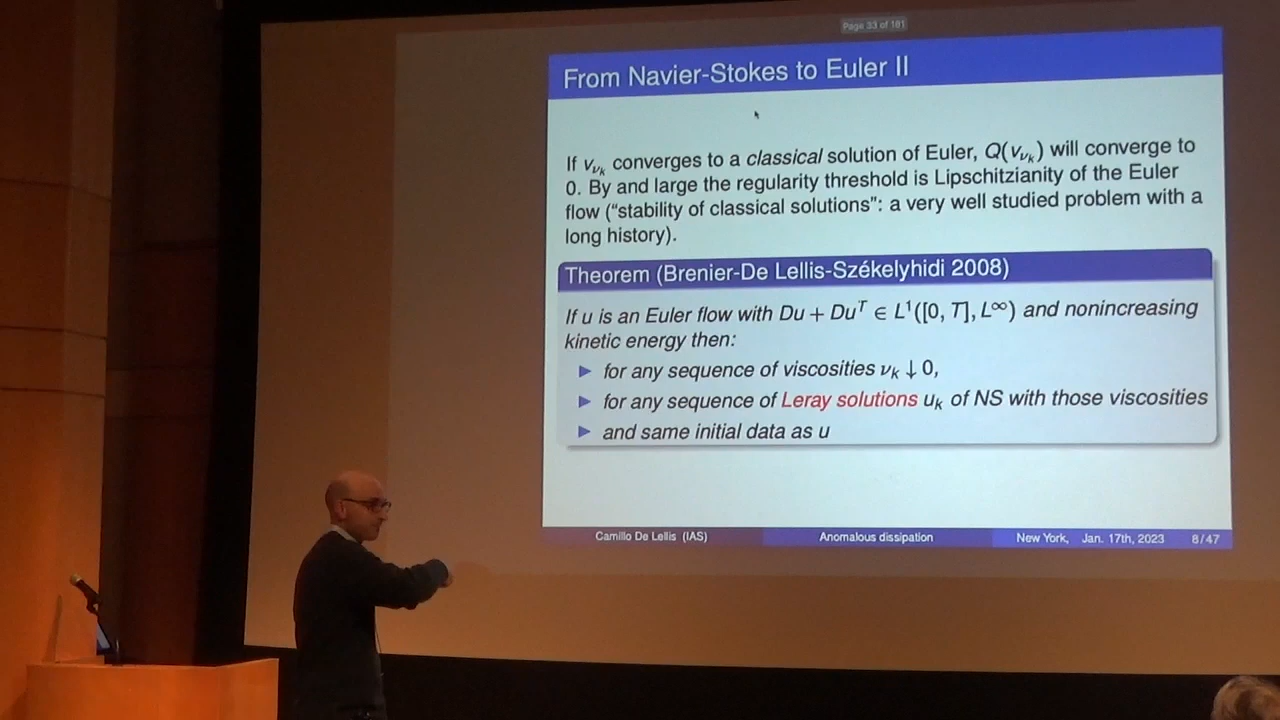 Page 33 of 181
From Navier-Stokes to Euler II
If v_{ν_k} converges to a classical solution of Euler, Q(v_{ν_k}) will converge to
0. By and large the regularity threshold is Lipschitzianity of the Euler
flow (“stability of classical solutions”: a very well studied problem with a
long history).
Theorem (Brenier-De Lellis-Székelyhidi 2008)
If u is an Euler flow with Du + Du^T ∈ L¹([0, T], L^∞) and nonincreasing
kinetic energy then:
▶ for any sequence of viscosities ν_k ↓ 0,
▶ for any sequence of Leray solutions u_k of NS with those viscosities
▶ and same initial data as u
Camillo De Lellis (IAS) Anomalous dissipation New York, Jan. 17th, 2023 8/47